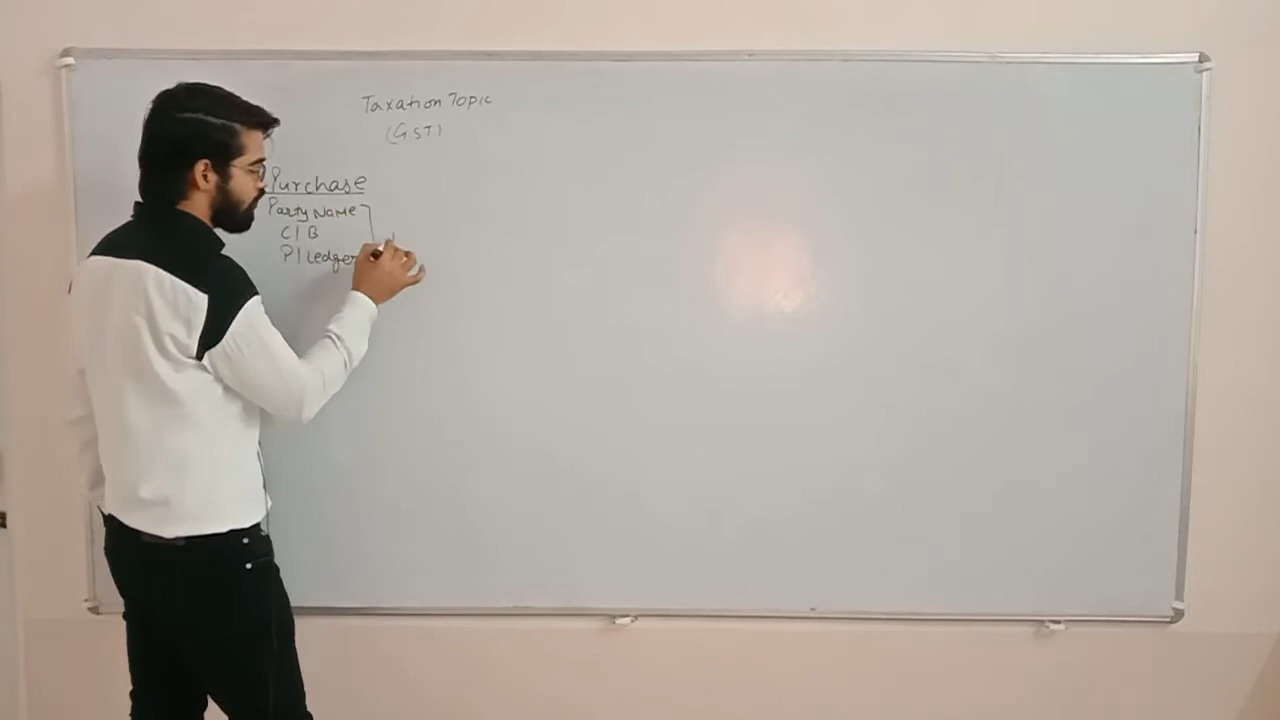 Taxation Topic
(GST)
Purchase
Party Name
C/B
P/Ledger